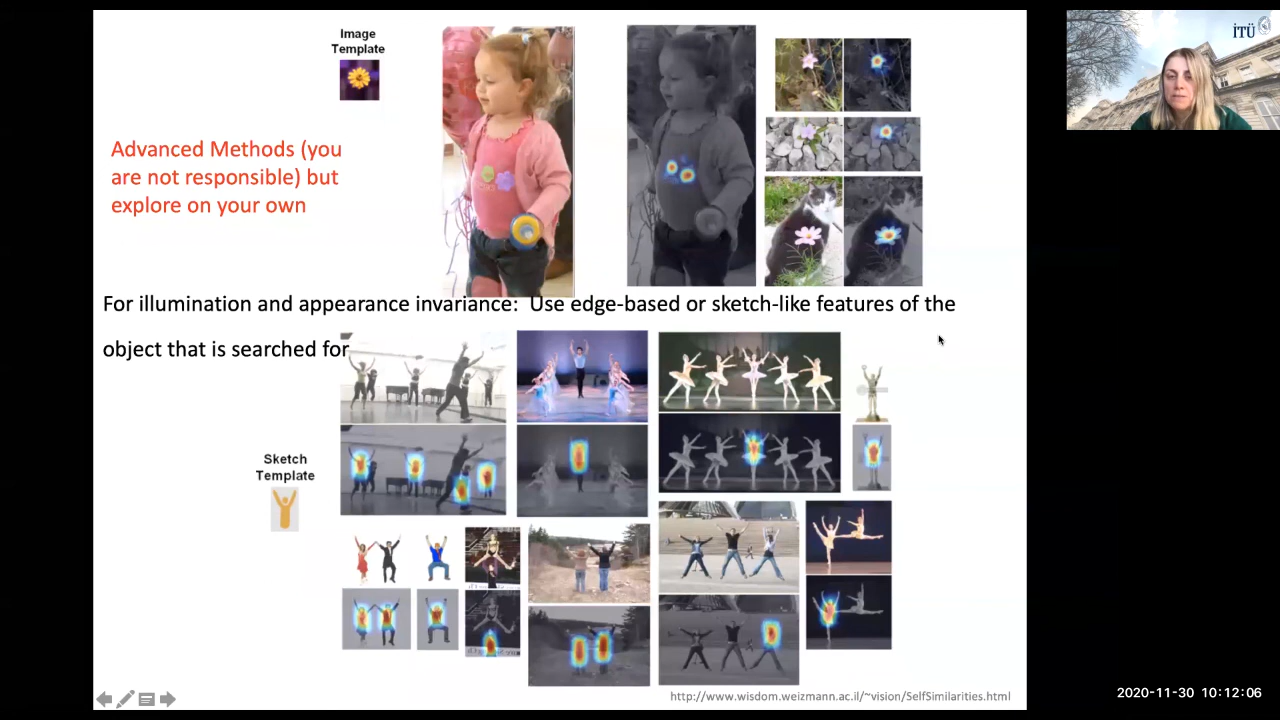 Image
Template
İTÜ
Advanced Methods (you
are not responsible) but
explore on your own
For illumination and appearance invariance:  Use edge-based or sketch-like features of the
object that is searched for
Sketch
Template
http://www.wisdom.weizmann.ac.il/~vision/SelfSimilarities.html
2020-11-30 10:12:06